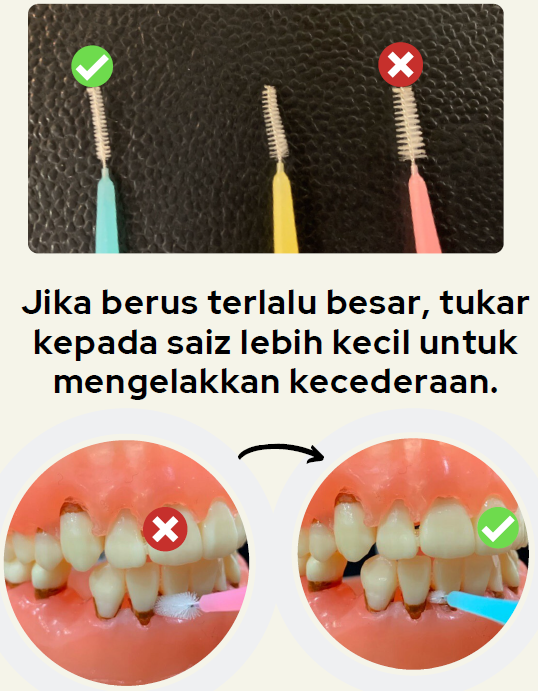 Jika berus terlalu besar, tukar
kepada saiz lebih kecil untuk
mengelakkan kecederaan.